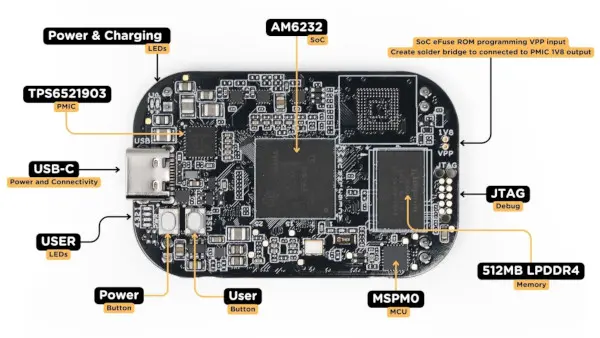 Power & Charging
LEDs
AM6232
SoC
SoC eFuse ROM programming VPP input
Create solder bridge to connected to PMIC 1V8 output
TPS6521903
PMIC
USB
1V8
VPP
JTAG
USB-C
Power and Connectivity
JTAG
Debug
USER
LEDs
512MB LPDDR4
Memory
Power
Button
User
Button
MSPM0
MCU